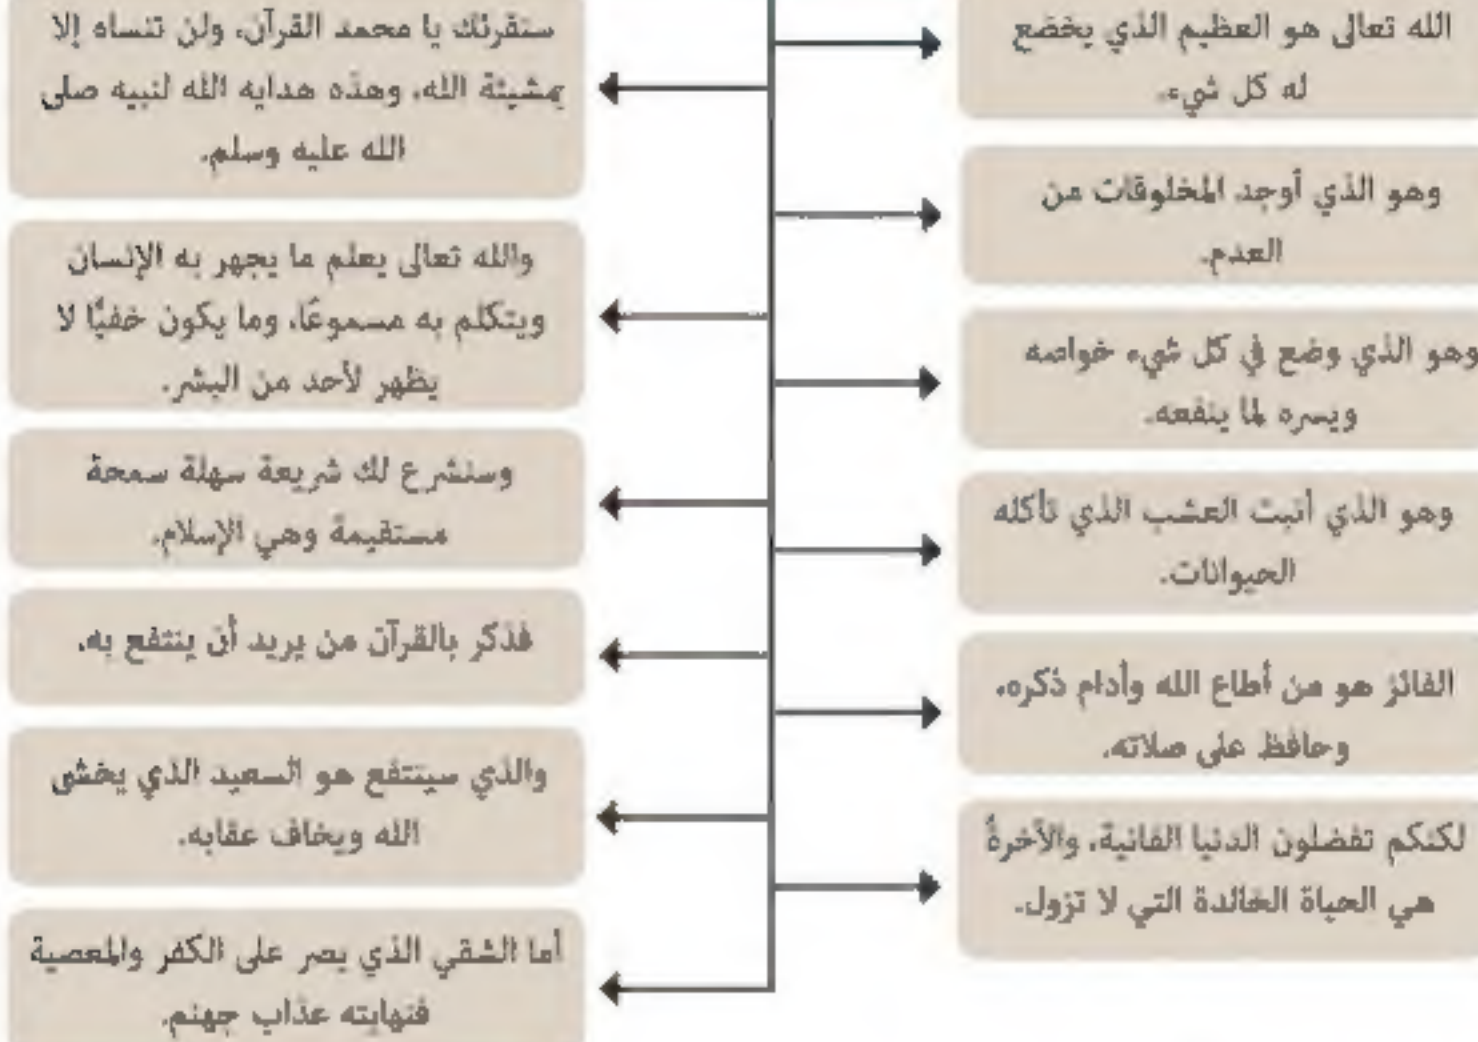 الله تعالى هو العظيم الذي يخضع
له كل شيء.
وهو الذي أوجد المخلوقات من
العدم.
وهو الذي وضع في كل شيء خواصه
ويسره لما ينفعه.
وهو الذي أنبت العشب الذي تأكله
الحيوانات.
الفائز هو من أطاع الله وأدام ذكره،
وحافظ على صلاته.
لكنكم تفضلون الدنيا الفانية، والآخرةُ
هي الحياة الخالدة التي لا تزول.
سنقرئك يا محمد القرآن، ولن تنساه إلا
بمشيئة الله، وهذه هدايه الله لنبيه صلى
الله عليه وسلم.
والله تعالى يعلم ما يجهر به الإنسان
ويتكلم به مسموعًا، وما يكون خفيًّا لا
يظهر لأحد من البشر.
وسنشرع لك شريعة سهلة سمحة
مستقيمة وهي الإسلام.
فذكر بالقرآن من يريد أن ينتفع به.
والذي سينتفع هو السعيد الذي يخشى
الله ويخاف عقابه.
أما الشقي الذي يصر على الكفر والمعصية
فنهايته عذاب جهنم.